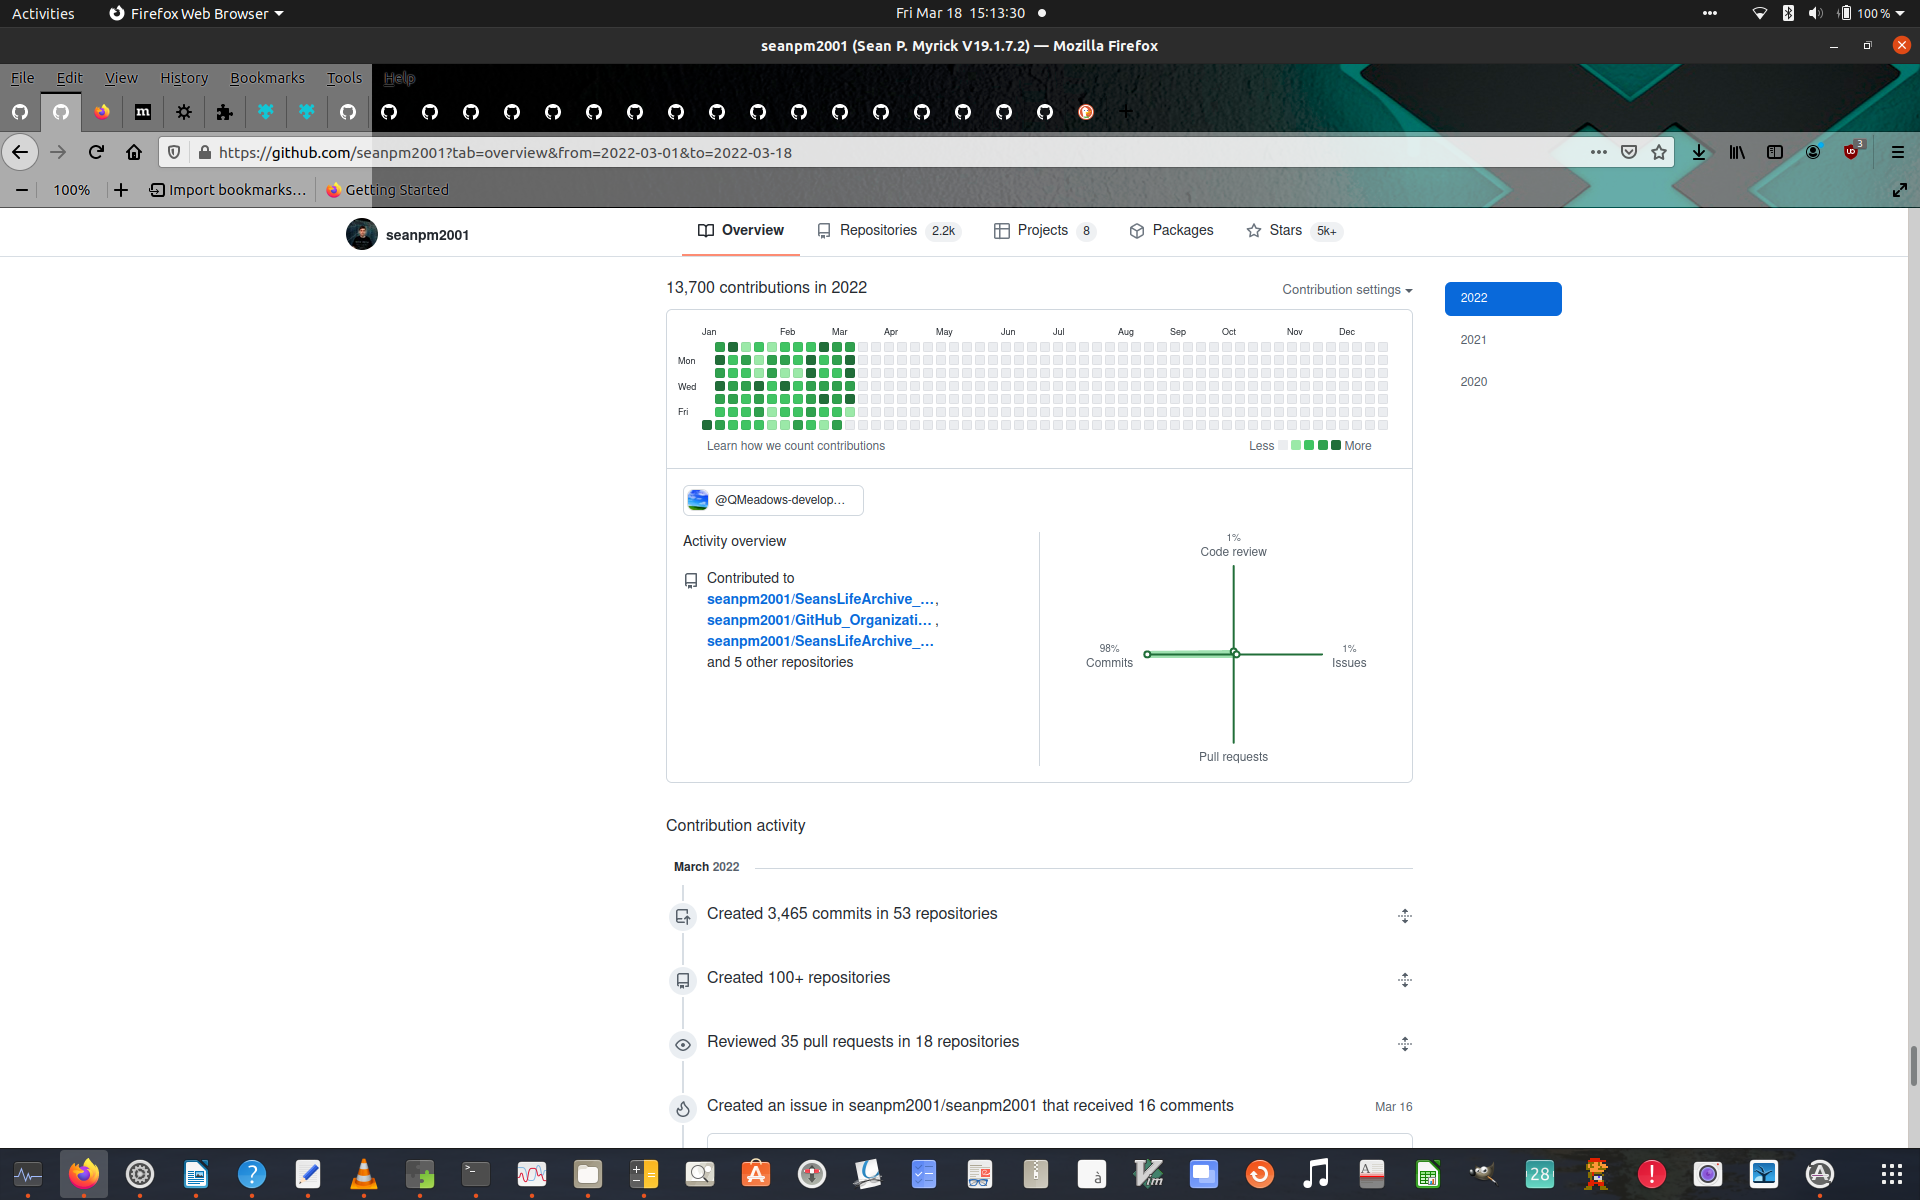 Activities
Firefox Web Browser
Fri Mar 18 15:13:30
100 %
seanpm2001 (Sean P. Myrick V19.1.7.2) — Mozilla Firefox
File Edit View History Bookmarks Tools Help
https://github.com/seanpm2001?tab=overview&from=2022-03-01&to=2022-03-18
3
100%
Import bookmarks...
Getting Started
seanpm2001
Overview
Repositories 2.2k
Projects 8
Packages
Stars 5k+
13,700 contributions in 2022
Contribution settings
2022
2021
2020
Jan Feb Mar Apr May Jun Jul Aug Sep Oct Nov Dec
Mon
Wed
Fri
Learn how we count contributions
Less
More
@QMeadows-develop...
Activity overview
Contributed to
seanpm2001/SeansLifeArchive_... ,
seanpm2001/GitHub_Organizati... ,
seanpm2001/SeansLifeArchive_...
and 5 other repositories
1%
Code review
98%
Commits
1%
Issues
Pull requests
Contribution activity
March 2022
Created 3,465 commits in 53 repositories
Created 100+ repositories
Reviewed 35 pull requests in 18 repositories
Created an issue in seanpm2001/seanpm2001 that received 16 comments
Mar 16
28